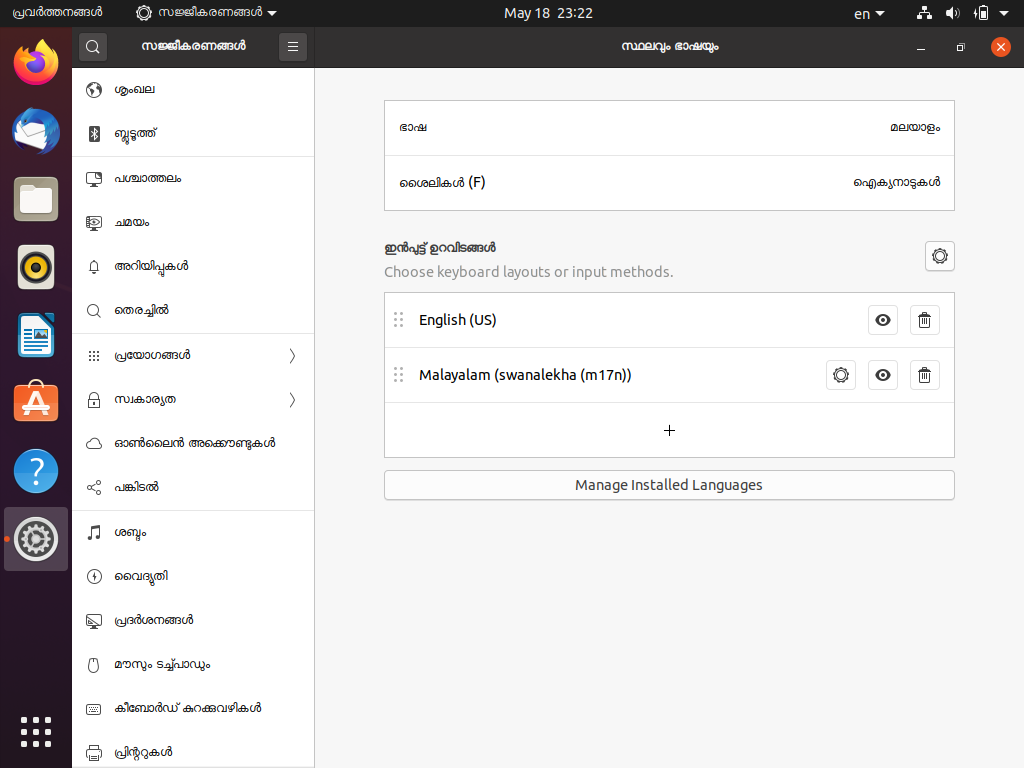 പ്രവർത്തനങ്ങൾ
സജ്ജീകരണങ്ങൾ
May 18 23:22
en
സജ്ജീകരണങ്ങൾ
സ്ഥലവും ഭാഷയും
ശൃംഖല
ബ്ലൂടൂത്ത്
പശ്ചാത്തലം
ചമയം
അറിയിപ്പുകൾ
തെരച്ചിൽ
പ്രയോഗങ്ങൾ
സ്വകാര്യത
ഓൺലൈൻ അക്കൌണ്ടുകൾ
പങ്കിടൽ
ശബ്ദം
വൈദ്യുതി
പ്രദർശനങ്ങൾ
മൗസും ടച്ച്പാഡും
കീബോർഡ് കുറുക്കുവഴികൾ
പ്രിന്ററുകൾ
ഭാഷ
മലയാളം
ശൈലികൾ (F)
ഐക്യനാടുകൾ
ഇൻപുട്ട് ഉറവിടങ്ങൾ
Choose keyboard layouts or input methods.
English (US)
Malayalam (swanalekha (m17n))
Manage Installed Languages